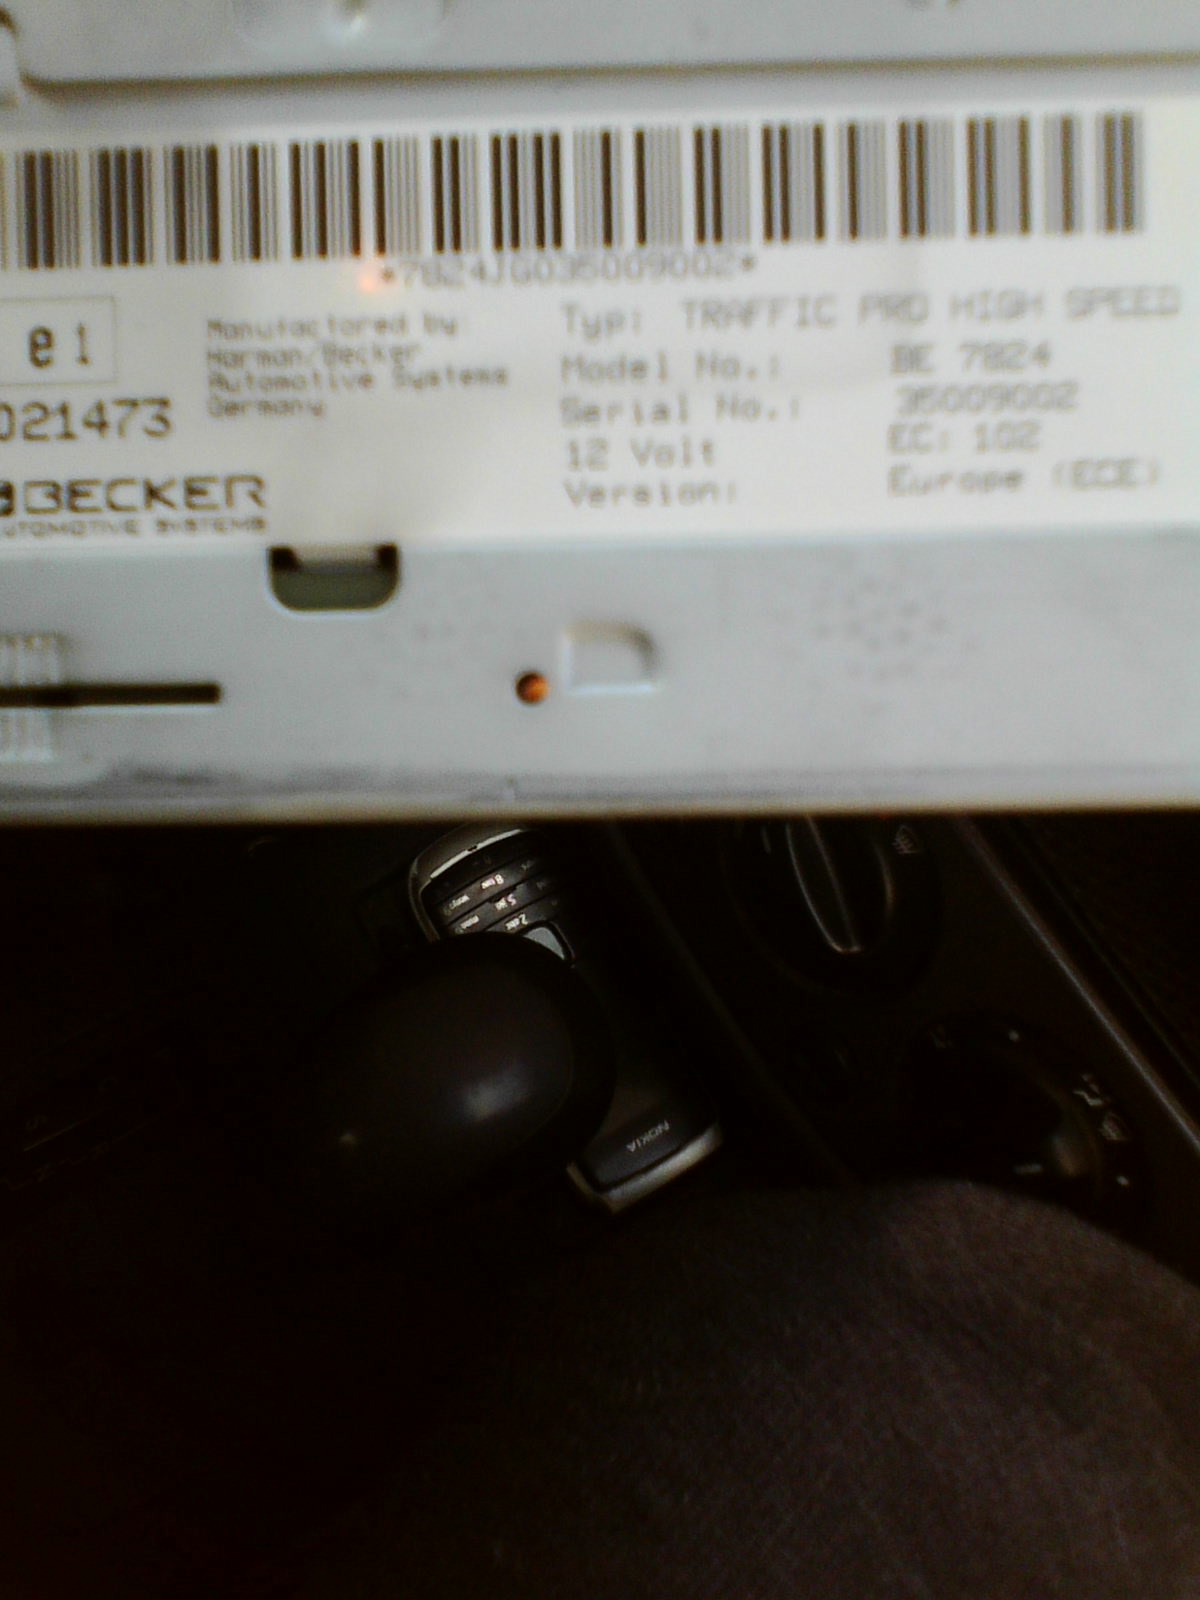 *7824JG035009002*
e1
021473
Manufactored by:
Harman/Becker
Automotive Systems
Germany
BECKER
AUTOMOTIVE SYSTEMS
Typ: TRAFFIC PRO HIGH SPEED
Model No.: BE 7824
Serial No.: 35009002
12 Volt EC: 102
Version: Europe (ECE)
NOKIA